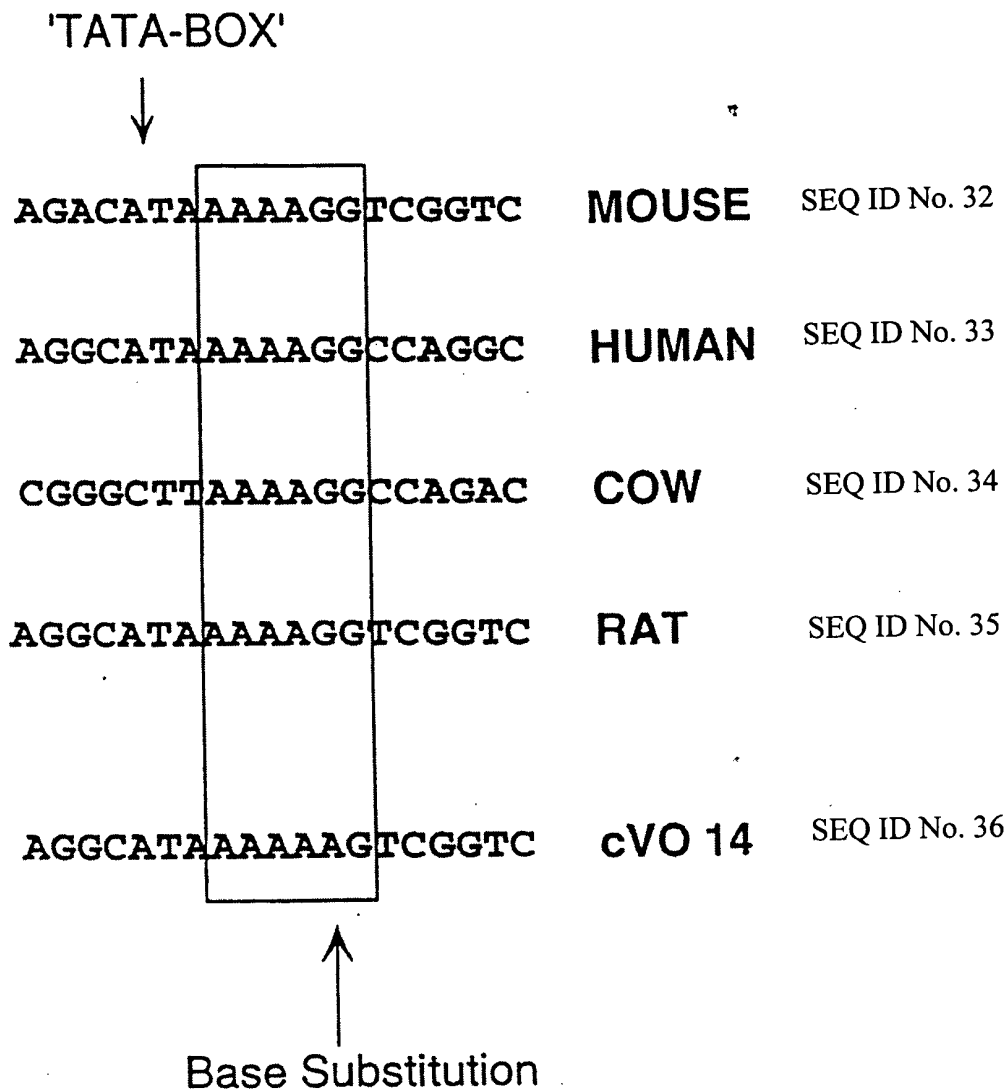 'TATA-BOX'
AGACATAAAAAGGTCGGTC MOUSE SEQ ID No. 32
AGGCATAAAAAGGCCAGGC HUMAN SEQ ID No. 33
CGGGCTTAAAAGGCCAGAC COW SEQ ID No. 34
AGGCATAAAAAGGTCGGTC RAT SEQ ID No. 35
AGGCATAAAAAAGTCGGTC cVO 14 SEQ ID No. 36
Base Substitution